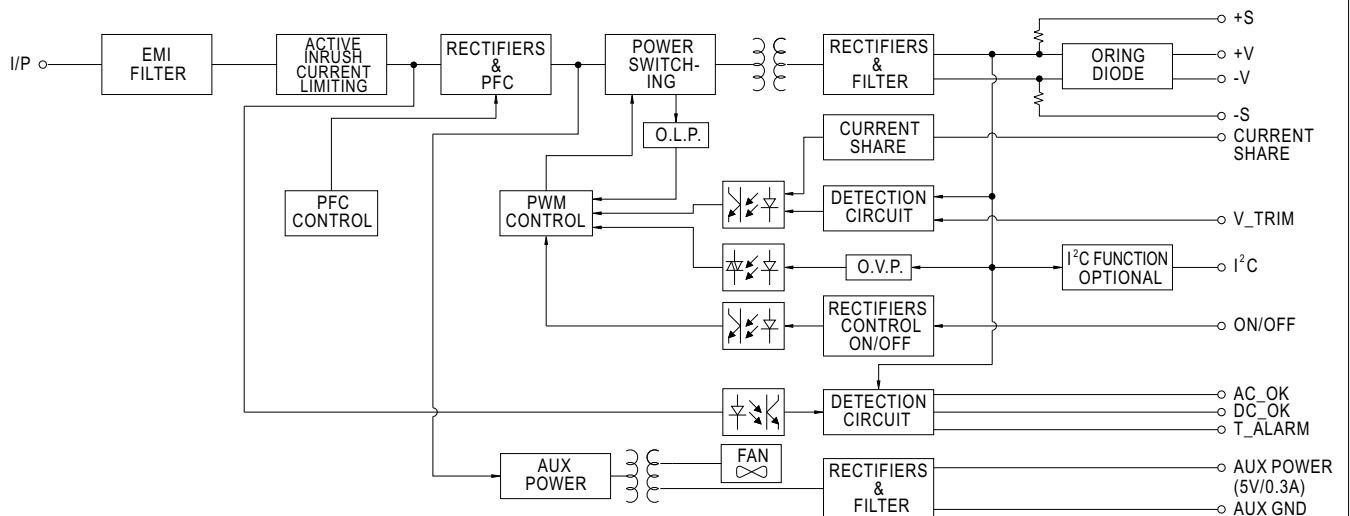 I/P
EMI
FILTER
ACTIVE
INRUSH
CURRENT
LIMITING
RECTIFIERS
&
PFC
POWER
SWITCH-
ING
RECTIFIERS
&
FILTER
ORING
DIODE
+S
+V
-V
-S
O.L.P.
CURRENT
SHARE
CURRENT
SHARE
PFC
CONTROL
PWM
CONTROL
DETECTION
CIRCUIT
V_TRIM
O.V.P.
I²C FUNCTION
OPTIONAL
I²C
RECTIFIERS
CONTROL
ON/OFF
ON/OFF
DETECTION
CIRCUIT
AC_OK
DC_OK
T_ALARM
AUX
POWER
FAN
RECTIFIERS
&
FILTER
AUX POWER
(5V/0.3A)
AUX GND